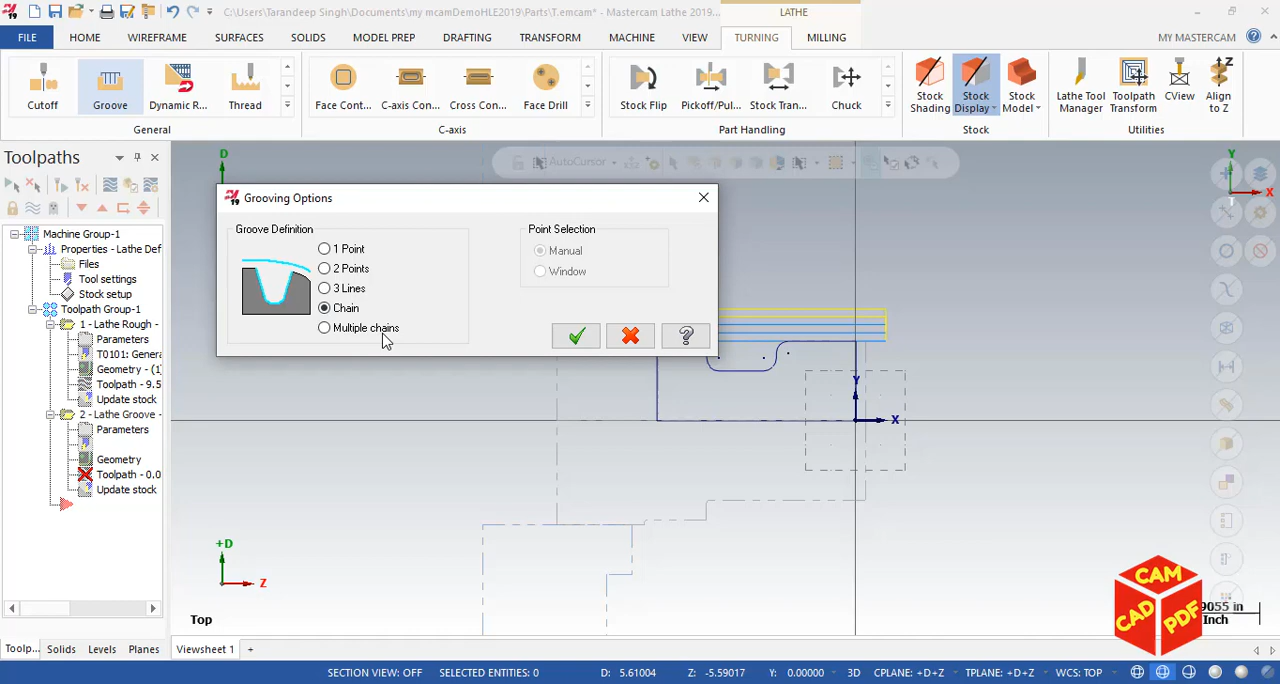 19
C:\Users\Tarandeep Singh\Documents\my mcamDemoHLE2019\Parts\T.emcam* - Mastercam Lathe 2019...
LATHE
FILE HOME WIREFRAME SURFACES SOLIDS MODEL PREP DRAFTING TRANSFORM MACHINE VIEW TURNING MILLING MY MASTERCAM
Cutoff Groove Dynamic R... Thread
General
Face Cont... C-axis Con... Cross Con... Face Drill
C-axis
Stock Flip Pickoff/Pul... Stock Tran... Chuck
Part Handling
Stock Shading
Stock Display
Stock Model
Stock
Lathe Tool Manager
Toolpath Transform
CView
Align to Z
Utilities
Toolpaths
Machine Group-1
Properties - Lathe Def
Files
Tool settings
Stock setup
Toolpath Group-1
1 - Lathe Rough -
Parameters
T0101: Genera
Geometry - (1)
Toolpath - 9.5
Update stock
2 - Lathe Groove -
Parameters
Geometry
Toolpath - 0.0
Update stock
Toolp... Solids Levels Planes
AutoCursor
D
Grooving Options
Groove Definition
1 Point
2 Points
3 Lines
Chain
Multiple chains
Point Selection
Manual
Window
Y
X
Y
X
+D
Z
Top
9055 in
Inch
CAM
CAD
PDF
Viewsheet 1 +
SECTION VIEW: OFF SELECTED ENTITIES: 0 D: 5.61004 Z: -5.59017 Y: 0.00000 3D CPLANE: +D+Z TPLANE: +D+Z WCS: TOP